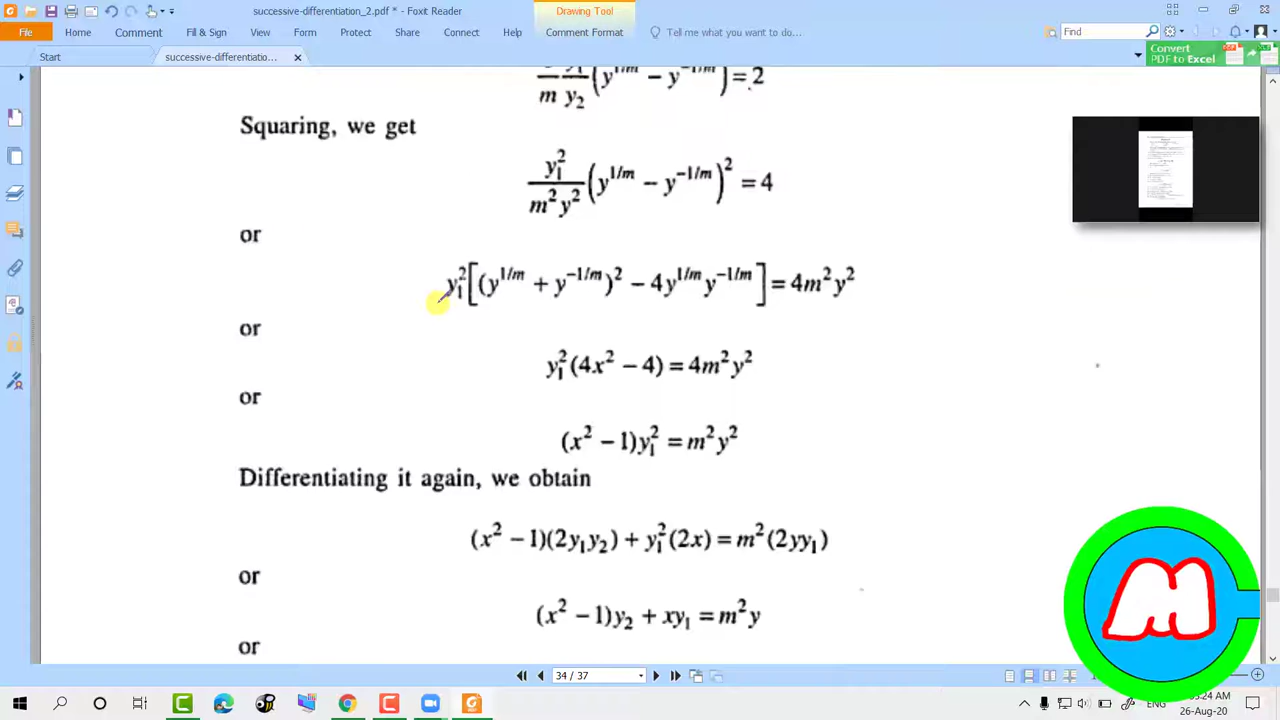 successive-differentiation_2.pdf * - Foxit Reader
Drawing Tool
File Home Comment Fill & Sign View Form Protect Share Connect Help Comment Format Tell me what you want to do... Find
Start successive-differentiatio...
Convert
PDF to Excel
m y₂ (y^{1/m} − y^{−1/m}) = 2
Squaring, we get
y₁²/(m²y²) (y^{1/m} − y^{−1/m})² = 4
or
y₁²[(y^{1/m} + y^{−1/m})² − 4y^{1/m}y^{−1/m}] = 4m²y²
or
y₁²(4x² − 4) = 4m²y²
or
(x² − 1)y₁² = m²y²
Differentiating it again, we obtain
(x² − 1)(2y₁y₂) + y₁²(2x) = m²(2yy₁)
or
(x² − 1)y₂ + xy₁ = m²y
or
M
34 / 37
ENG
26-Aug-20